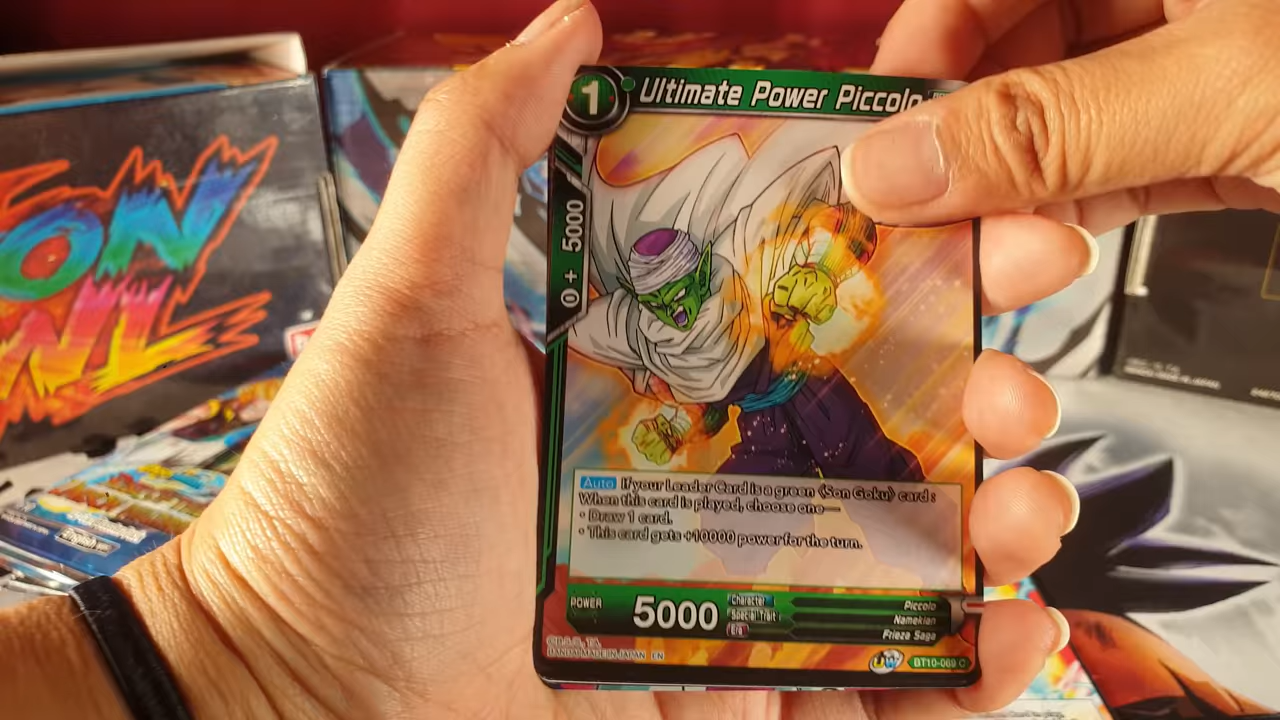 1
Ultimate Power Piccolo
0 + 5000
Auto If your Leader Card is a green 《Son Goku》 card :
When this card is played, choose one—
• Draw 1 card.
• This card gets +10000 power for the turn.
POWER 5000
Character Piccolo
Special Trait Namekian
Era Frieza Saga
BANDAI MADE IN JAPAN EN
UW BT10-069 C
ON